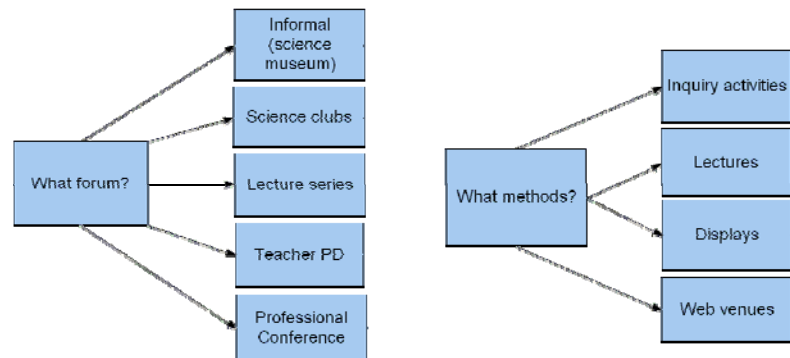 Informal
(science
museum)
Science clubs
What forum?
Lecture series
Teacher PD
Professional
Conference
Inquiry activities
Lectures
What methods?
Displays
Web venues